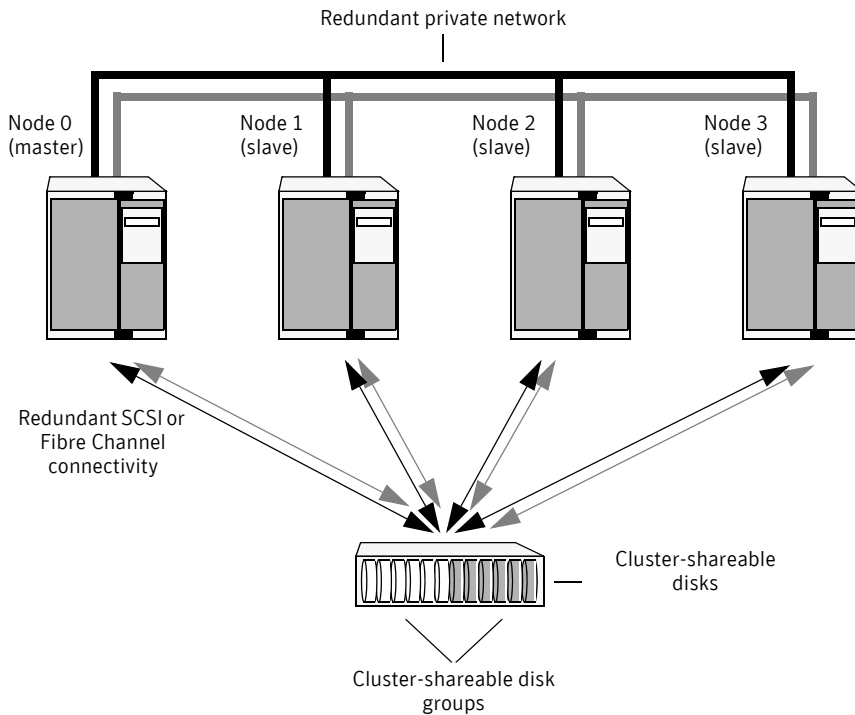 Redundant private network
Node 0
(master)
Node 1
(slave)
Node 2
(slave)
Node 3
(slave)
Redundant SCSI or
Fibre Channel
connectivity
Cluster-shareable
disks
Cluster-shareable disk
groups